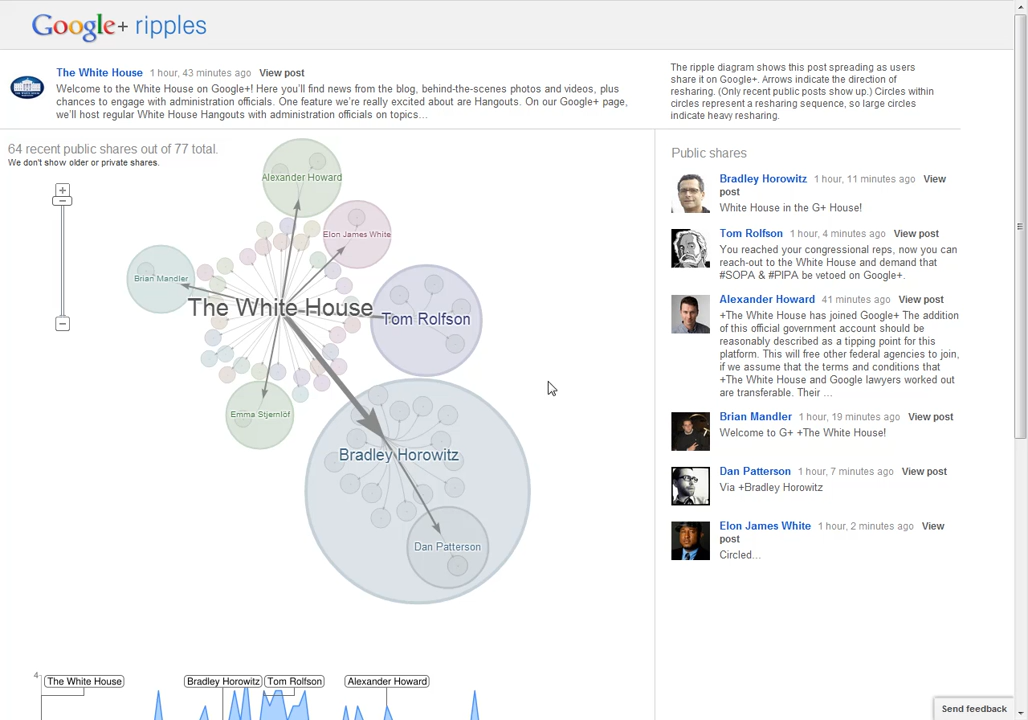 Google+ ripples
The White House 1 hour, 43 minutes ago View post
Welcome to the White House on Google+! Here you'll find news from the blog, behind-the-scenes photos and videos, plus
chances to engage with administration officials. One feature we're really excited about are Hangouts. On our Google+ page,
we'll host regular White House Hangouts with administration officials on topics...
The ripple diagram shows this post spreading as users
share it on Google+. Arrows indicate the direction of
resharing. (Only recent public posts show up.) Circles within
circles represent a resharing sequence, so large circles
indicate heavy resharing.
64 recent public shares out of 77 total.
We don't show older or private shares.
Alexander Howard
Elon James White
Brian Mandler
The White House
Tom Rolfson
Emma Stjernlöf
Bradley Horowitz
Dan Patterson
Public shares
Bradley Horowitz 1 hour, 11 minutes ago View
post
White House in the G+ House!
Tom Rolfson 1 hour, 4 minutes ago View post
You reached your congressional reps, now you can
reach-out to the White House and demand that
#SOPA & #PIPA be vetoed on Google+.
Alexander Howard 41 minutes ago View post
+The White House has joined Google+ The addition
of this official government account should be
reasonably described as a tipping point for this
platform. This will free other federal agencies to join,
if we assume that the terms and conditions that
+The White House and Google lawyers worked out
are transferable. Their ...
Brian Mandler 1 hour, 19 minutes ago View post
Welcome to G+ +The White House!
Dan Patterson 1 hour, 7 minutes ago View post
Via +Bradley Horowitz
Elon James White 1 hour, 2 minutes ago View
post
Circled...
4
The White House
Bradley Horowitz
Tom Rolfson
Alexander Howard
Send feedback